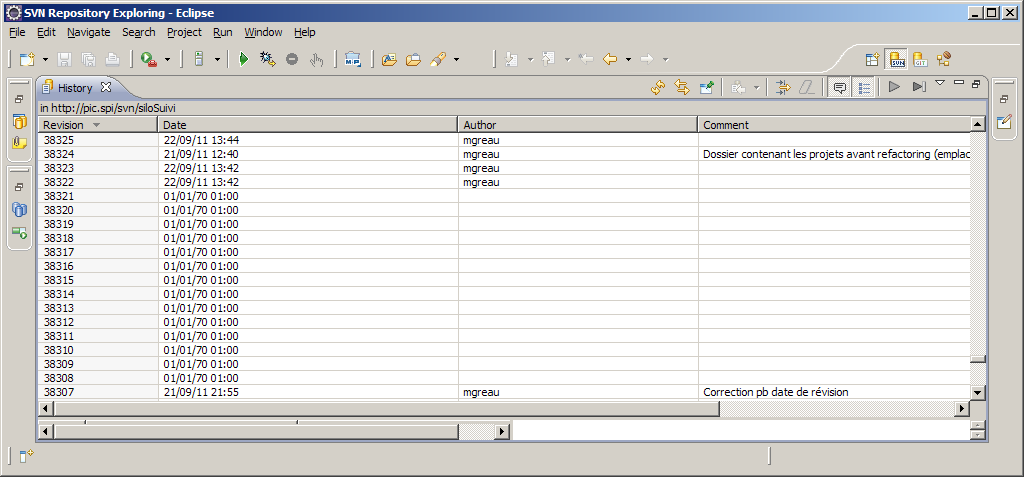 SVN Repository Exploring - Eclipse
File Edit Navigate Search Project Run Window Help
History
in http://pic.spi/svn/siloSuivi
Revision Date Author Comment
38325 22/09/11 13:44 mgreau
38324 21/09/11 12:40 mgreau Dossier contenant les projets avant refactoring (emplac
38323 22/09/11 13:42 mgreau
38322 22/09/11 13:42 mgreau
38321 01/01/70 01:00
38320 01/01/70 01:00
38319 01/01/70 01:00
38318 01/01/70 01:00
38317 01/01/70 01:00
38316 01/01/70 01:00
38315 01/01/70 01:00
38314 01/01/70 01:00
38313 01/01/70 01:00
38312 01/01/70 01:00
38311 01/01/70 01:00
38310 01/01/70 01:00
38309 01/01/70 01:00
38308 01/01/70 01:00
38307 21/09/11 21:55 mgreau Correction pb date de révision